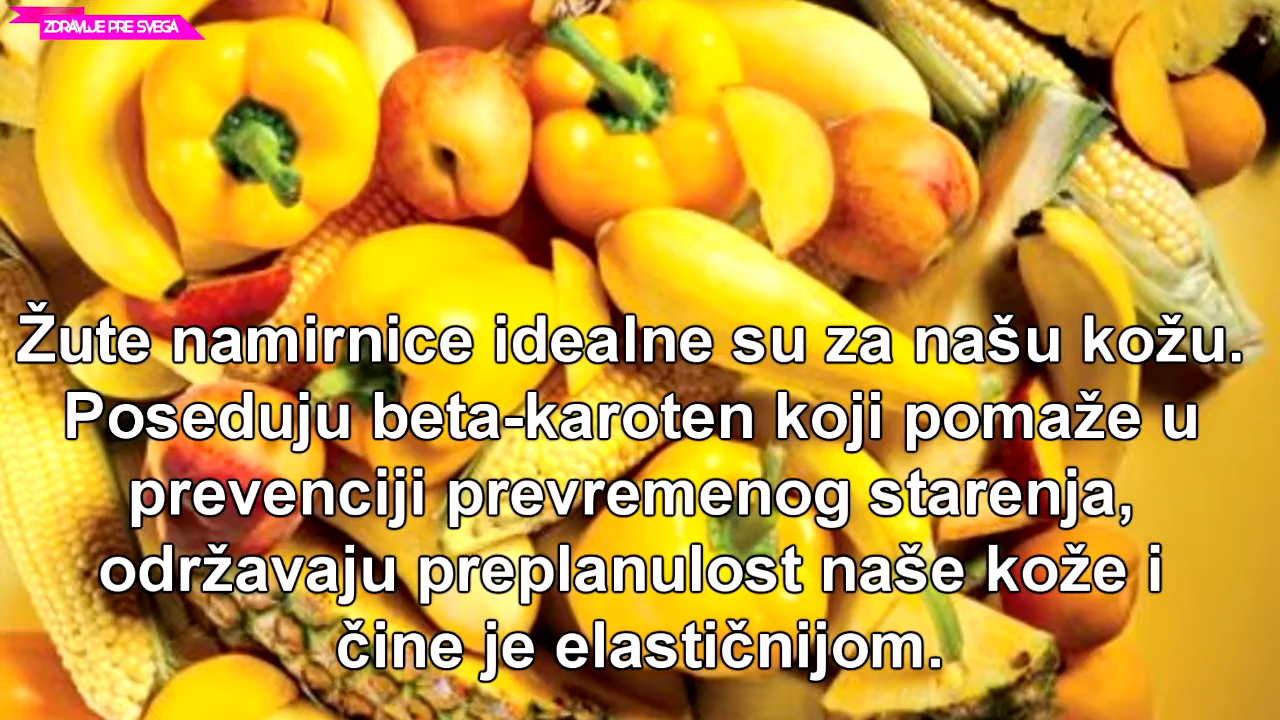 ZDRAVLJE PRE SVEGA
Žute namirnice idealne su za našu kožu.
Poseduju beta-karoten koji pomaže u
prevenciji prevremenog starenja,
održavaju preplanulost naše kože i
čine je elastičnijom.